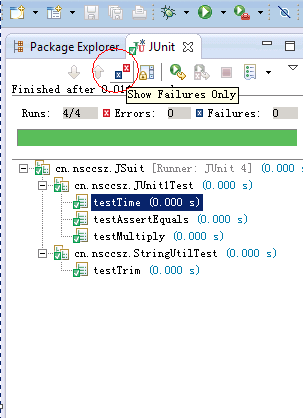 Package Explorer JUnit
Finished after 0.01
Show Failures Only
Runs: 4/4 Errors: 0 Failures: 0
cn.nsccsz.JSuit [Runner: JUnit 4] (0.000 s)
cn.nsccsz.JUnit1Test (0.000 s)
testTime (0.000 s)
testAssertEquals (0.000 s)
testMultiply (0.000 s)
cn.nsccsz.StringUtilTest (0.000 s)
testTrim (0.000 s)